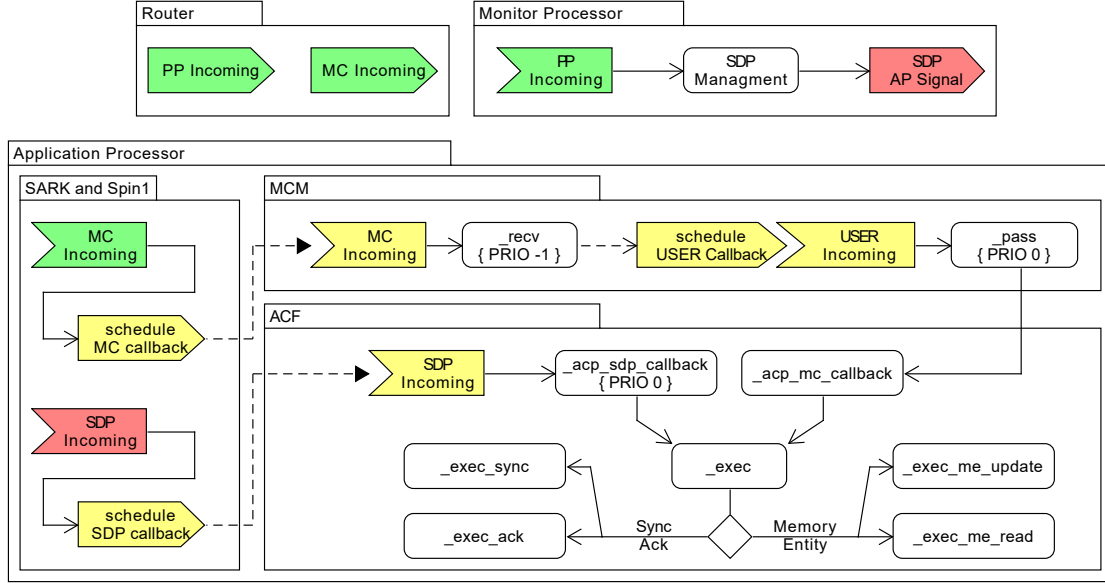 Router
PP Incoming
MC Incoming
Monitor Processor
PP
Incoming
SDP
Managment
SDP
AP Signal
Application Processor
SARK and Spin1
MC
Incoming
schedule
MC callback
SDP
Incoming
schedule
SDP callback
MCM
MC
Incoming
_recv
{ PRIO -1 }
schedule
USER Callback
USER
Incoming
_pass
{ PRIO 0 }
ACF
SDP
Incoming
_acp_sdp_callback
{ PRIO 0 }
_acp_mc_callback
_exec_sync
_exec
_exec_me_update
_exec_ack
Sync
Ack
Memory
Entity
_exec_me_read